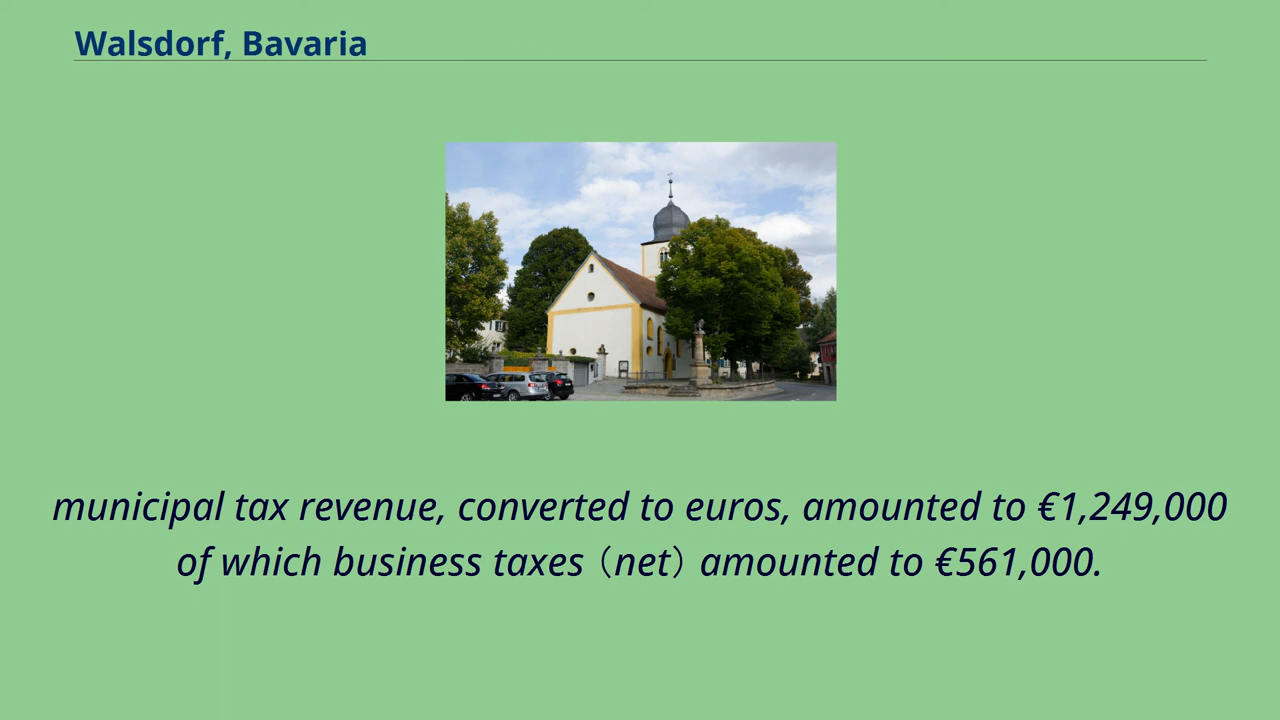 Walsdorf, Bavaria
municipal tax revenue, converted to euros, amounted to €1,249,000
of which business taxes（net）amounted to €561,000.